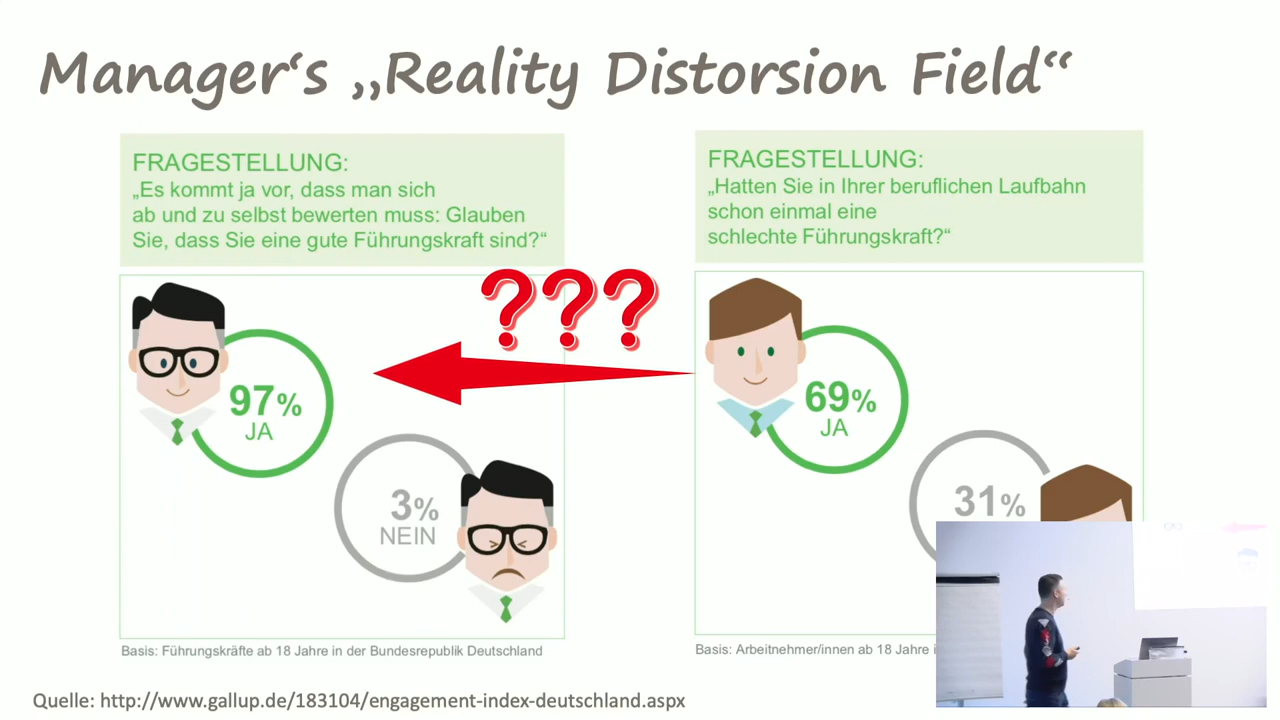 Manager‘s „Reality Distorsion Field“
FRAGESTELLUNG:
„Es kommt ja vor, dass man sich
ab und zu selbst bewerten muss: Glauben
Sie, dass Sie eine gute Führungskraft sind?“
FRAGESTELLUNG:
„Hatten Sie in Ihrer beruflichen Laufbahn
schon einmal eine
schlechte Führungskraft?“
???
97%
JA
3%
NEIN
69%
JA
31%
Basis: Führungskräfte ab 18 Jahre in der Bundesrepublik Deutschland
Basis: Arbeitnehmer/innen ab 18 Jahre i
Quelle: http://www.gallup.de/183104/engagement-index-deutschland.aspx